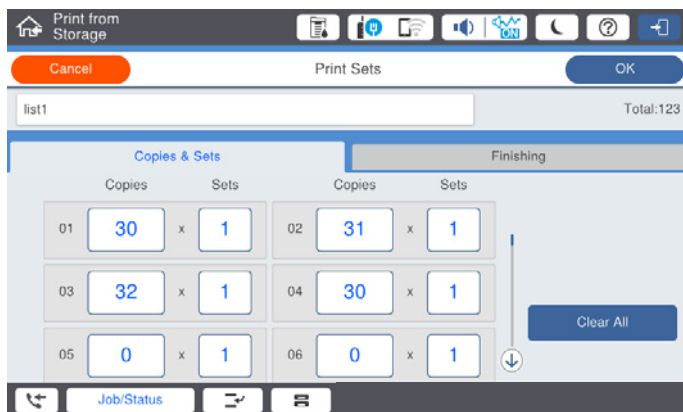 Print from
Storage
ON
Cancel
Print Sets
OK
list1
Total:123
Copies & Sets
Finishing
Copies Sets Copies Sets
01 30 x 1 02 31 x 1
03 32 x 1 04 30 x 1
Clear All
05 0 x 1 06 0 x 1
Job/Status